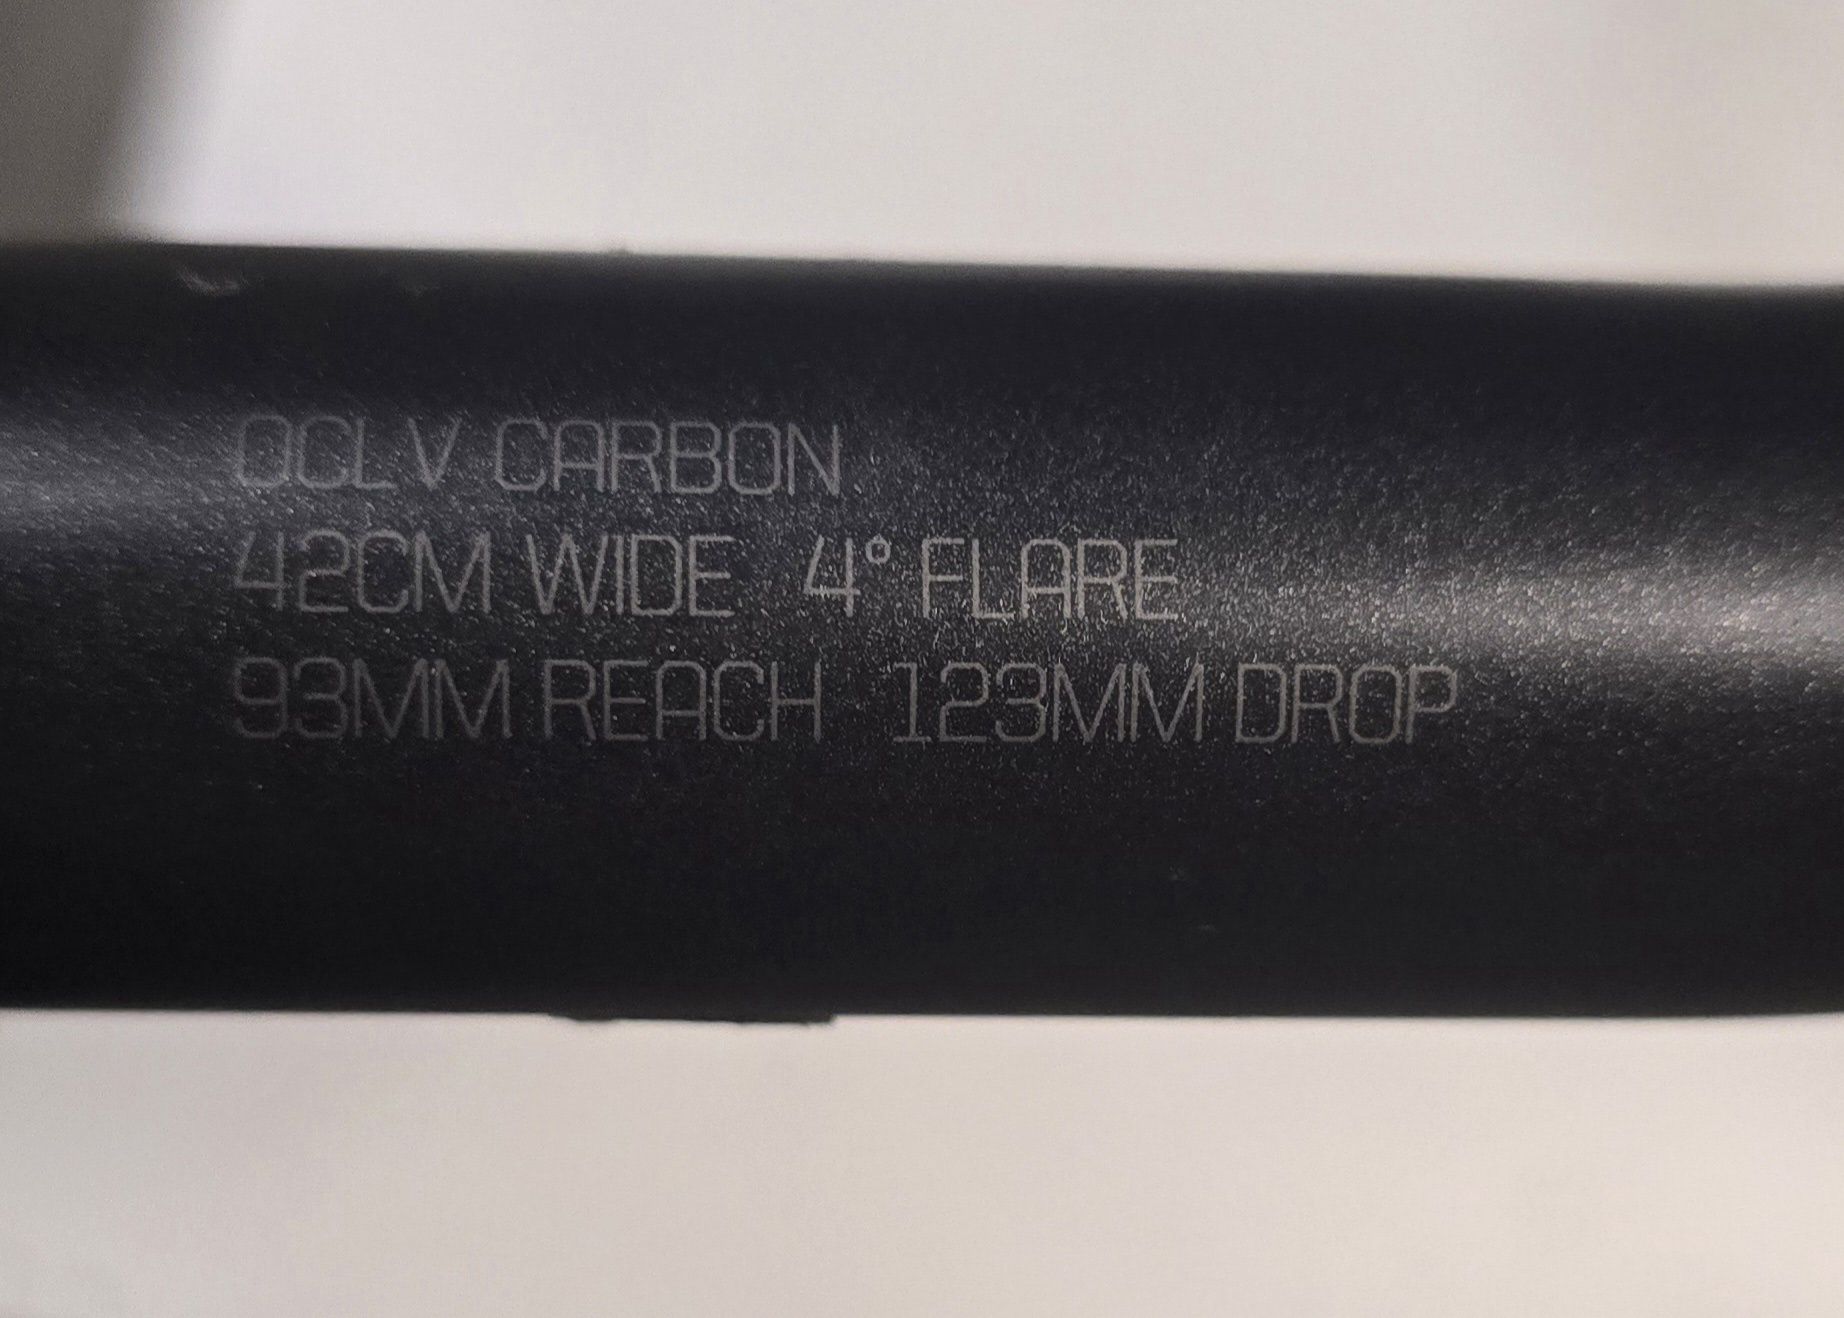 OCLV CARBON
42CM WIDE 4° FLARE
93MM REACH 123MM DROP